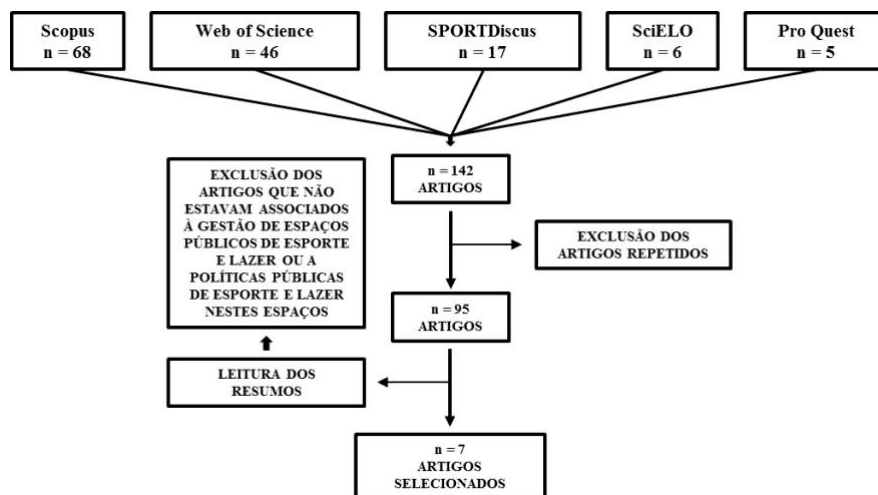 Scopus
n = 68
Web of Science
n = 46
SPORTDiscus
n = 17
SciELO
n = 6
Pro Quest
n = 5
n = 142
ARTIGOS
EXCLUSÃO DOS
ARTIGOS REPETIDOS
n = 95
ARTIGOS
LEITURA DOS
RESUMOS
EXCLUSÃO DOS
ARTIGOS QUE NÃO
ESTAVAM ASSOCIADOS
À GESTÃO DE ESPAÇOS
PÚBLICOS DE ESPORTE
E LAZER OU A
POLÍTICAS PÚBLICAS
DE ESPORTE E LAZER
NESTES ESPAÇOS
n = 7
ARTIGOS
SELECIONADOS